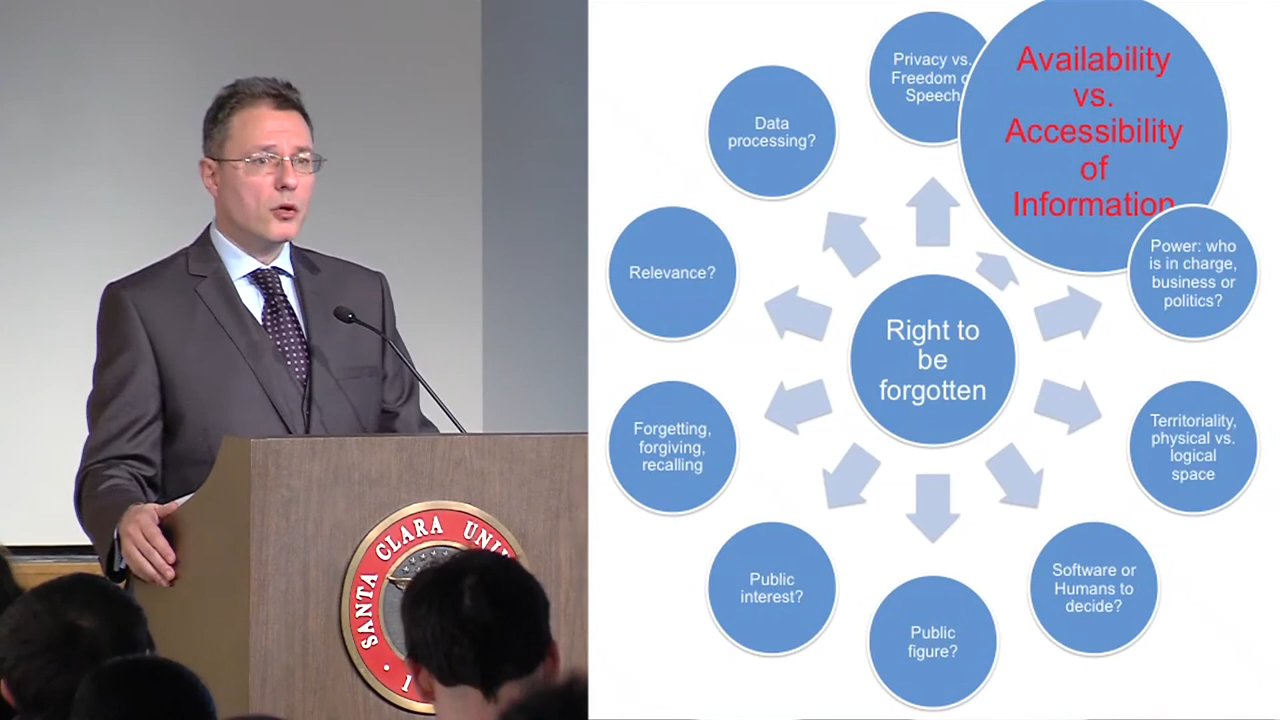 SANTA CLARA
1
Privacy vs.
Freedom
Speech
Availability
vs.
Accessibility
of
Information
Data
processing?
Power: who
is in charge,
business or
politics?
Relevance?
Right to
be
forgotten
Territoriality,
physical vs.
logical
space
Forgetting,
forgiving,
recalling
Software or
Humans to
decide?
Public
interest?
Public
figure?